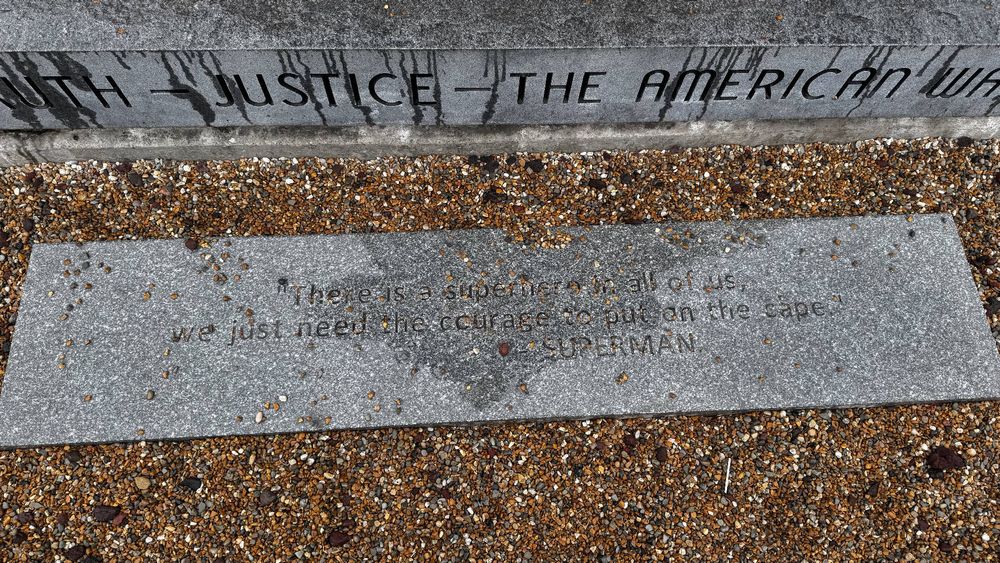 RUTH – JUSTICE – THE AMERICAN WA
"There is a superhero in all of us,
we just need the courage to put on the cape."
– SUPERMAN